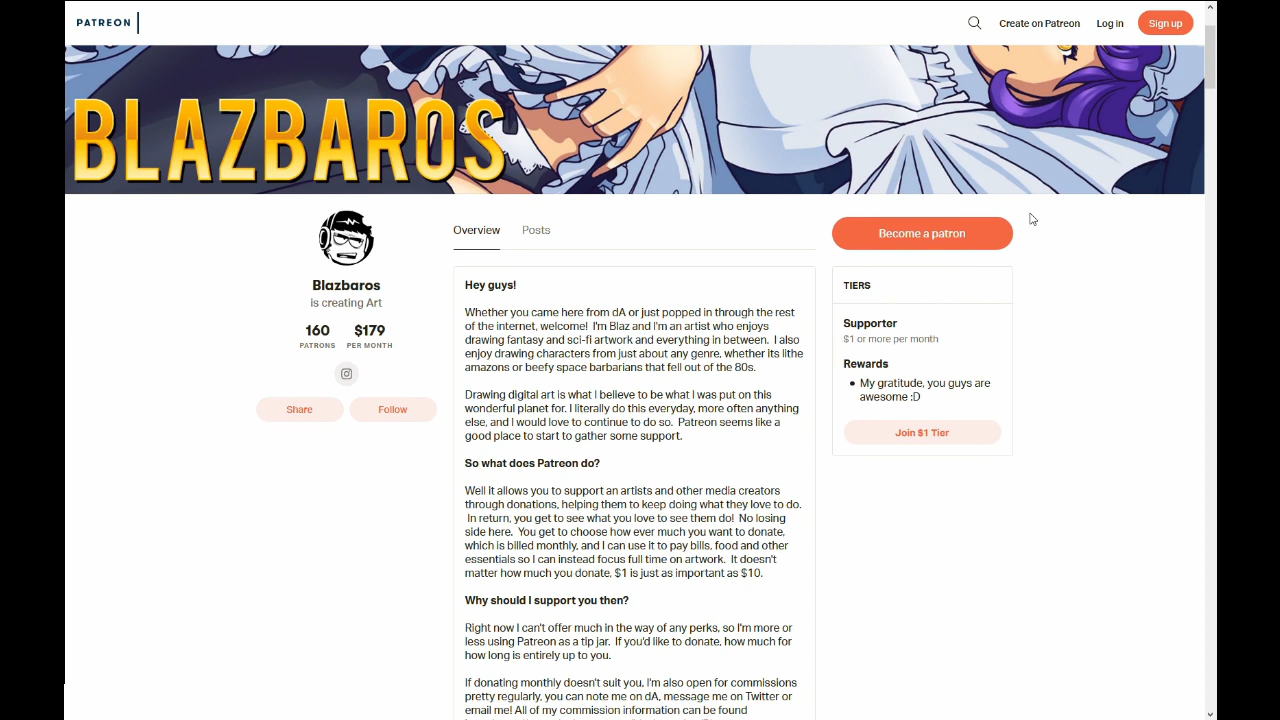 PATREON
Create on Patreon
Log in
Sign up
BLAZBAROS
Blazbaros
is creating Art
160
$179
PATRONS
PER MONTH
Share
Follow
Overview
Posts
Hey guys!
Whether you came here from dA or just popped in through the rest
of the internet, welcome! I'm Blaz and I'm an artist who enjoys
drawing fantasy and sci-fi artwork and everything in between. I also
enjoy drawing characters from just about any genre, whether its lithe
amazons or beefy space barbarians that fell out of the 80s.
Drawing digital art is what I believe to be what I was put on this
wonderful planet for. I literally do this everyday, more often anything
else, and I would love to continue to do so. Patreon seems like a
good place to start to gather some support.
So what does Patreon do?
Well it allows you to support an artists and other media creators
through donations, helping them to keep doing what they love to do.
In return, you get to see what you love to see them do! No losing
side here. You get to choose how ever much you want to donate,
which is billed monthly, and I can use it to pay bills, food and other
essentials so I can instead focus full time on artwork. It doesn't
matter how much you donate, $1 is just as important as $10.
Why should I support you then?
Right now I can't offer much in the way of any perks, so I'm more or
less using Patreon as a tip jar. If you'd like to donate, how much for
how long is entirely up to you.
If donating monthly doesn't suit you, I'm also open for commissions
pretty regularly, you can note me on dA, message me on Twitter or
email me! All of my commission information can be found
Become a patron
TIERS
Supporter
$1 or more per month
Rewards
• My gratitude, you guys are
awesome :D
Join $1 Tier